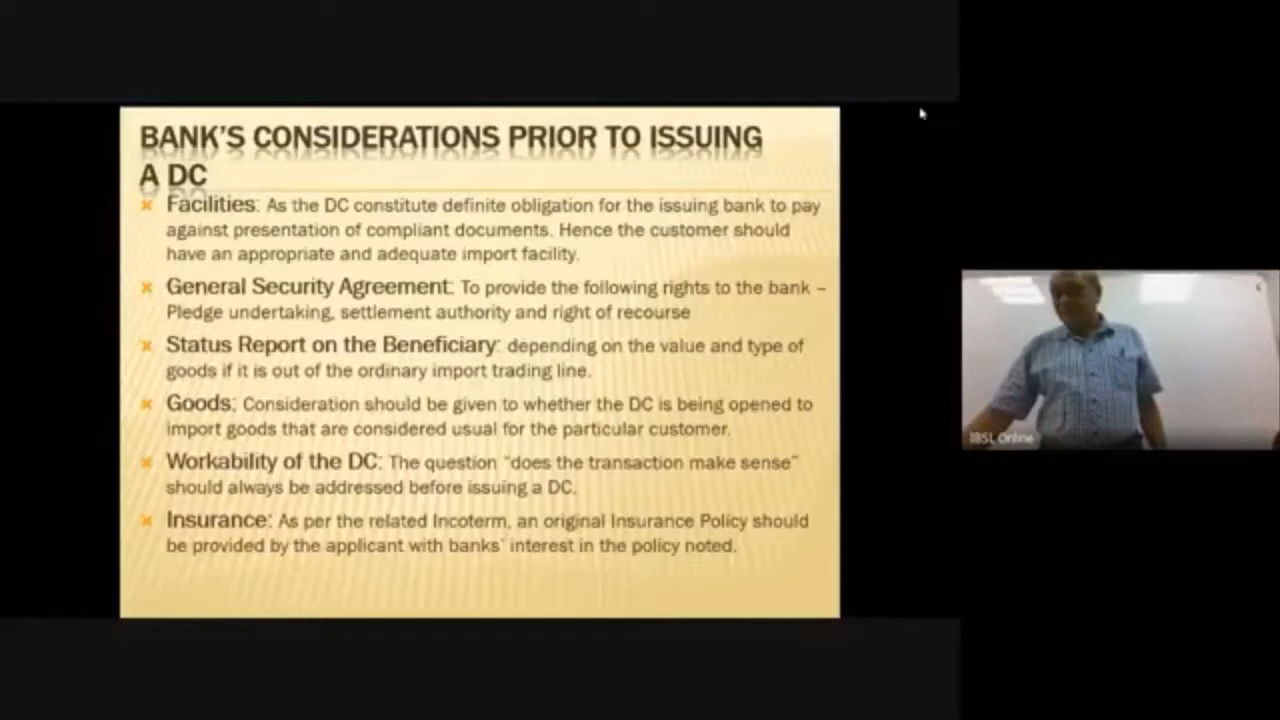 BANK'S CONSIDERATIONS PRIOR TO ISSUING
A DC
Facilities: As the DC constitute definite obligation for the issuing bank to pay
against presentation of compliant documents. Hence the customer should
have an appropriate and adequate import facility.
General Security Agreement: To provide the following rights to the bank –
Pledge undertaking, settlement authority and right of recourse
Status Report on the Beneficiary: depending on the value and type of
goods if it is out of the ordinary import trading line.
Goods: Consideration should be given to whether the DC is being opened to
import goods that are considered usual for the particular customer.
Workability of the DC: The question “does the transaction make sense”
should always be addressed before issuing a DC.
Insurance: As per the related Incoterm, an original Insurance Policy should
be provided by the applicant with banks' interest in the policy noted.
IBSL Online